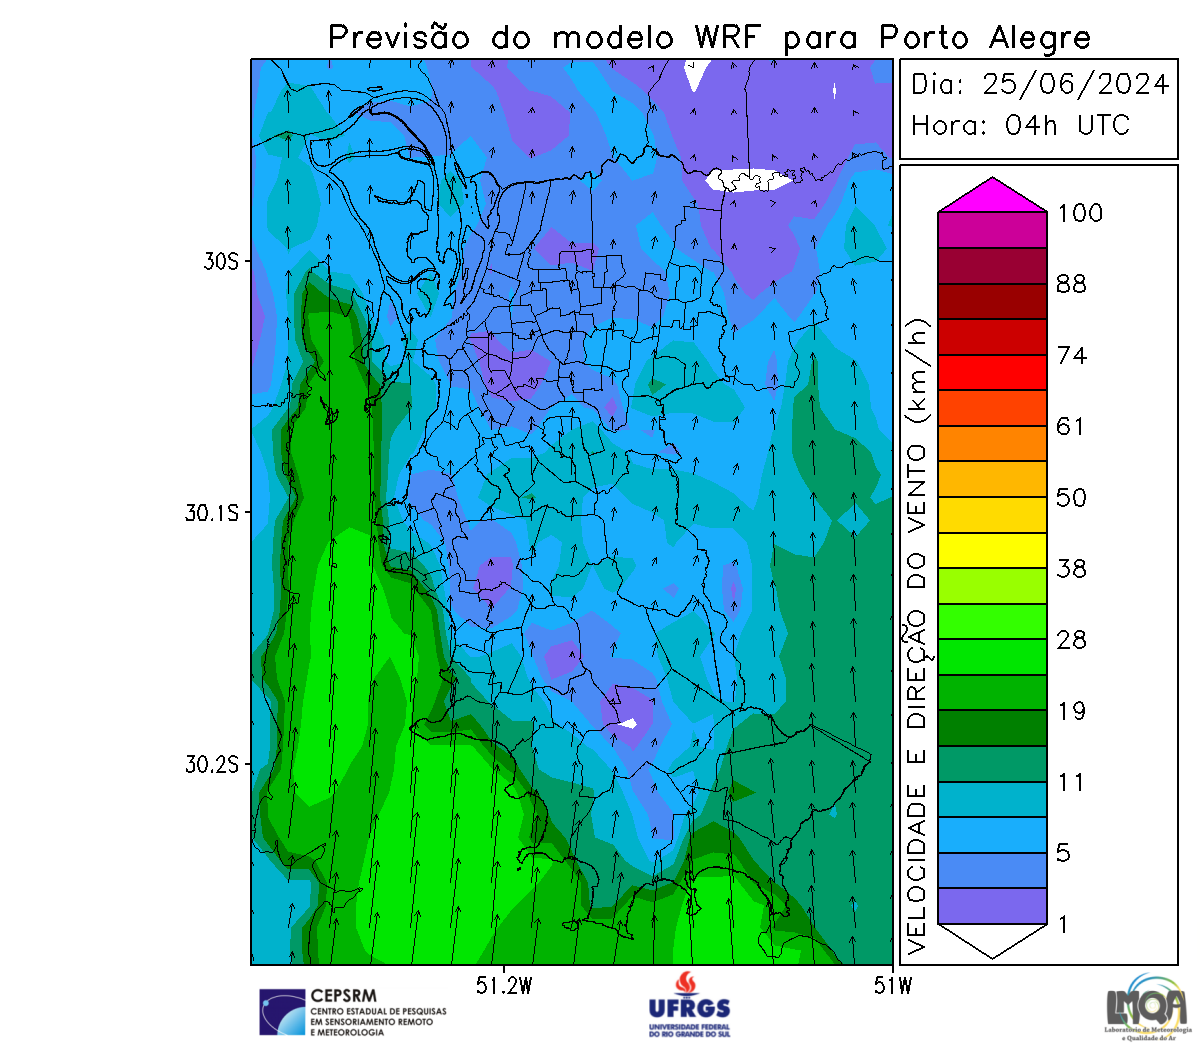 Previsão do modelo WRF para Porto Alegre
Dia: 25/06/2024
Hora: 04h UTC
30S
30.1S
30.2S
51.2W
51W
VELOCIDADE E DIREÇÃO DO VENTO (km/h)
100
88
74
61
50
38
28
19
11
5
1
CEPSRM
CENTRO ESTADUAL DE PESQUISAS
EM SENSORIAMENTO REMOTO
E METEOROLOGIA
UFRGS
UNIVERSIDADE FEDERAL
DO RIO GRANDE DO SUL
LMQA
Laboratório de Meteorologia
e Qualidade do Ar